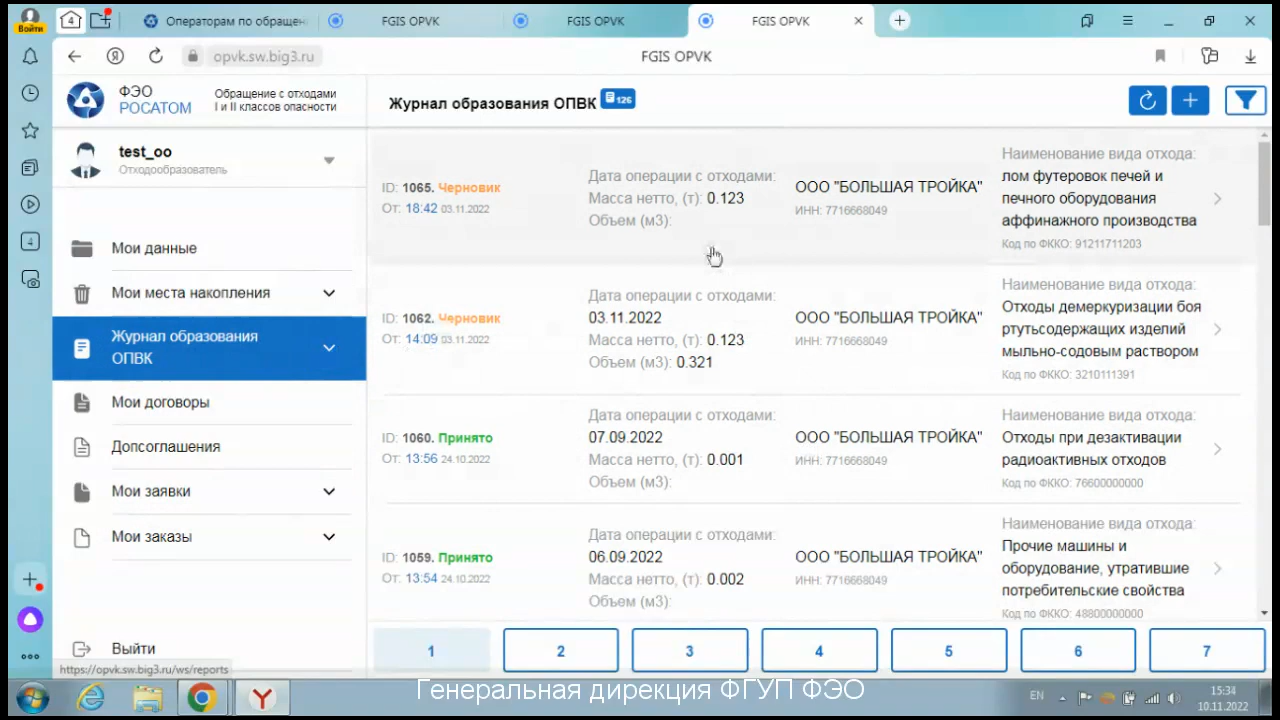 Войти
4
Операторам по обращен
FGIS OPVK
FGIS OPVK
FGIS OPVK
opvk.sw.big3.ru
FGIS OPVK
ФЭО
РОСАТОМ
Обращение с отходами
I и II классов опасности
Журнал образования ОПВК 126
test_oo
Отходообразователь
Мои данные
Мои места накопления
Журнал образования
ОПВК
Мои договоры
Допсоглашения
Мои заявки
Мои заказы
Выйти
4
https://opvk.sw.big3.ru/ws/reports
ID: 1065. Черновик
От: 18:42 03.11.2022
Дата операции с отходами:
Масса нетто, (т): 0.123
Объем (м3):
ООО "БОЛЬШАЯ ТРОЙКА"
ИНН: 7716668049
Наименование вида отхода:
лом футеровок печей и
печного оборудования
аффинажного производства
Код по ФККО: 91211711203
ID: 1062. Черновик
От: 14:09 03.11.2022
Дата операции с отходами:
03.11.2022
Масса нетто, (т): 0.123
Объем (м3): 0.321
ООО "БОЛЬШАЯ ТРОЙКА"
ИНН: 7716668049
Наименование вида отхода:
Отходы демеркуризации боя
ртутьсодержащих изделий
мыльно-содовым раствором
Код по ФККО: 3210111391
ID: 1060. Принято
От: 13:56 24.10.2022
Дата операции с отходами:
07.09.2022
Масса нетто, (т): 0.001
Объем (м3):
ООО "БОЛЬШАЯ ТРОЙКА"
ИНН: 7716668049
Наименование вида отхода:
Отходы при дезактивации
радиоактивных отходов
Код по ФККО: 76600000000
ID: 1059. Принято
От: 13:54 24.10.2022
Дата операции с отходами:
06.09.2022
Масса нетто, (т): 0.002
Объем (м3):
ООО "БОЛЬШАЯ ТРОЙКА"
ИНН: 7716668049
Наименование вида отхода:
Прочие машины и
оборудование, утратившие
потребительские свойства
Код по ФККО: 48800000000
1 2 3 4 5 6 7
Генеральная дирекция ФГУП ФЭО
EN
15:34
10.11.2022